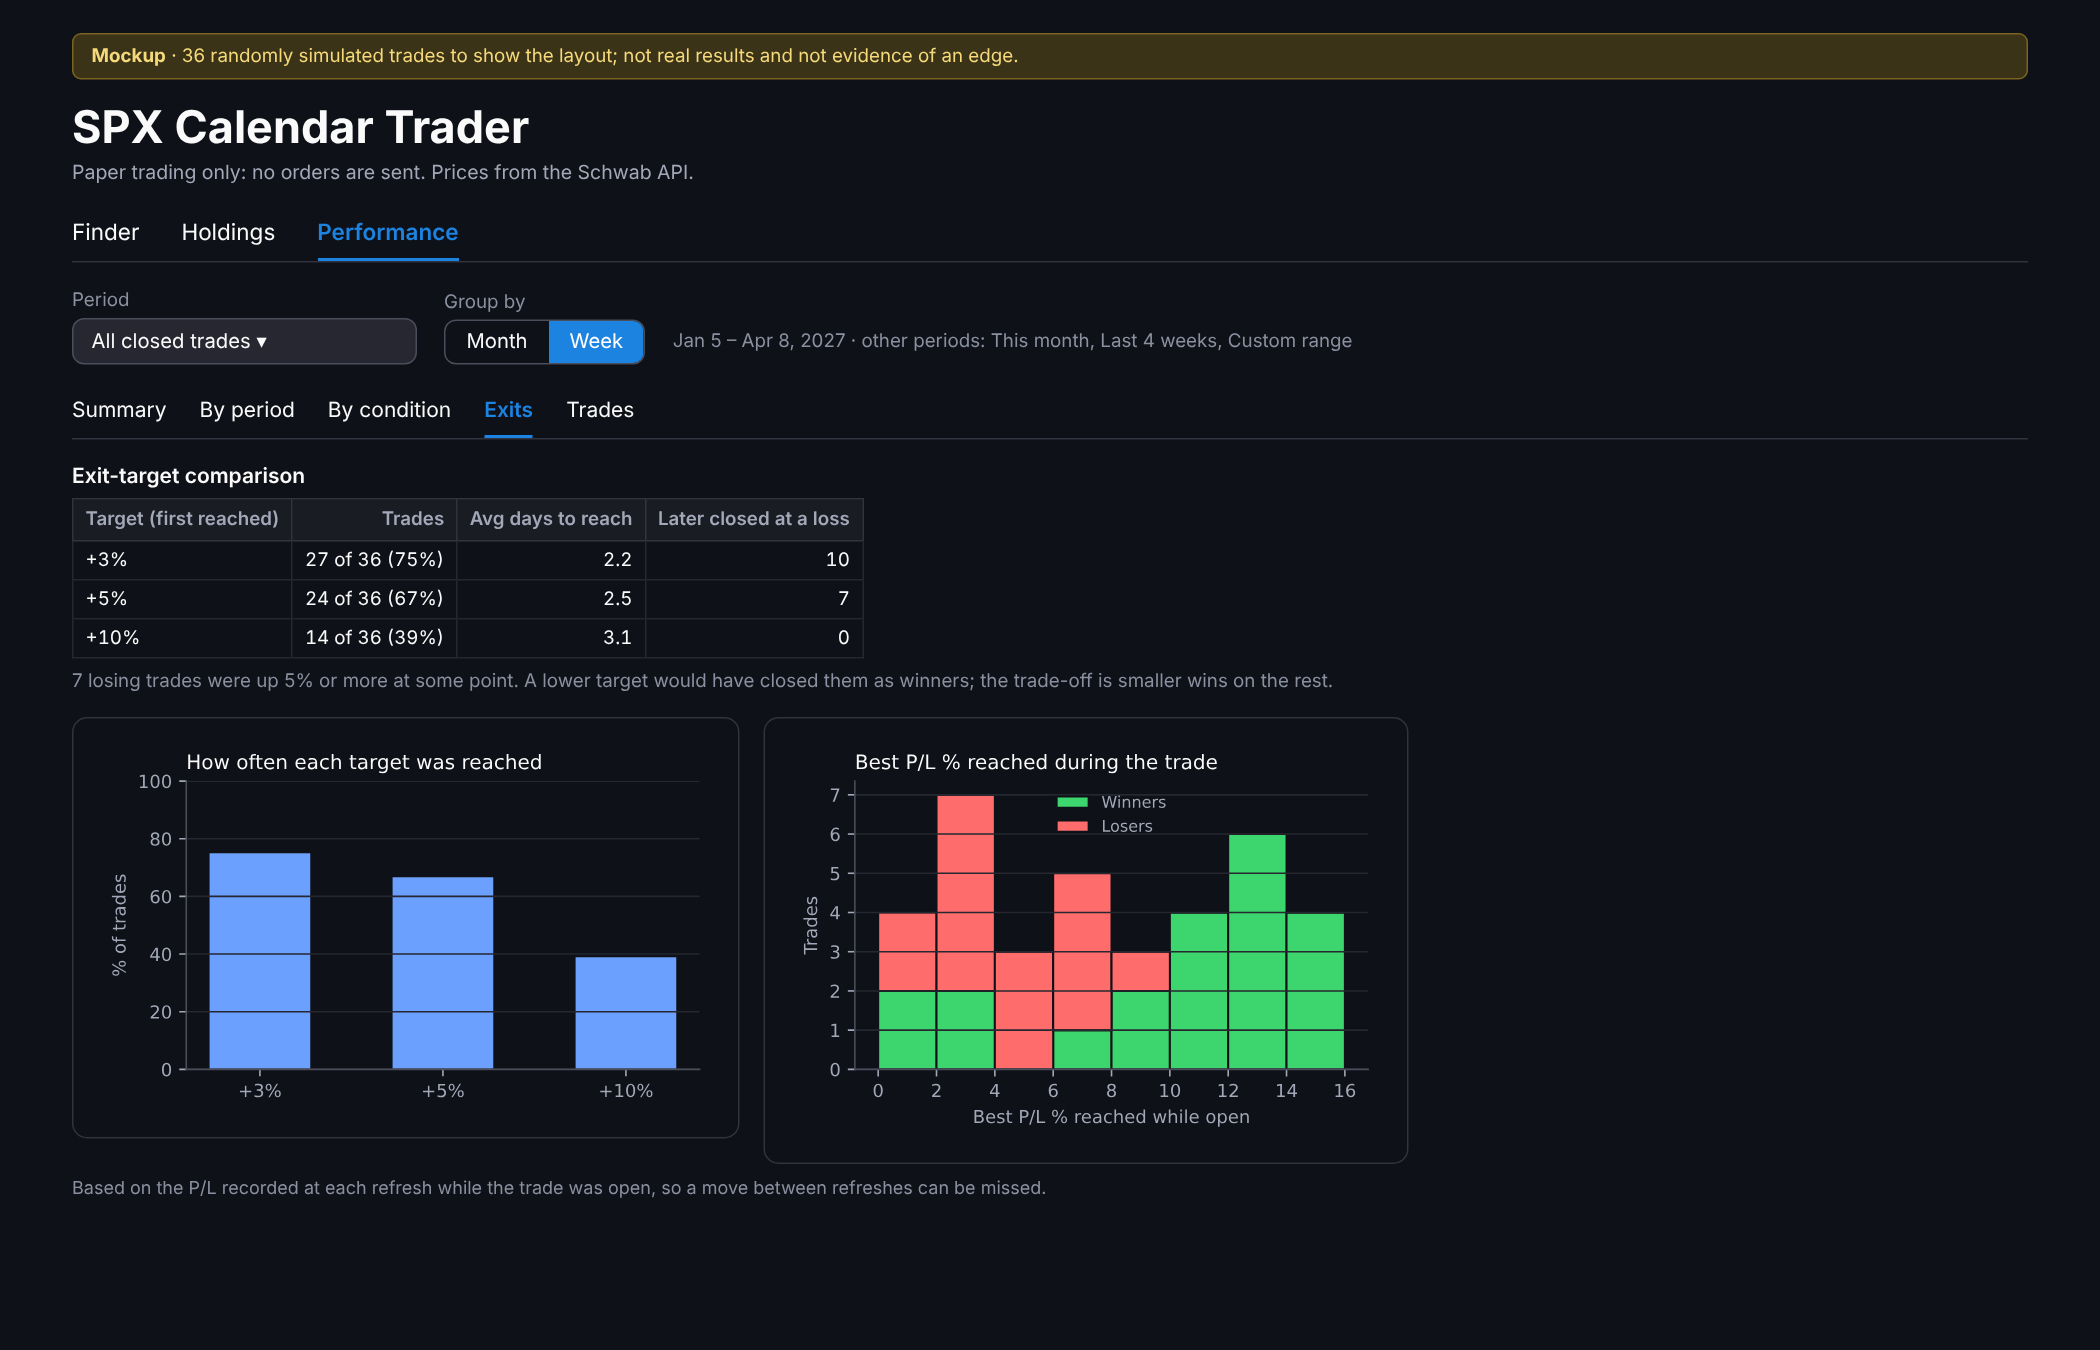 Mockup · 36 randomly simulated trades to show the layout; not real results and not evidence of an edge.
SPX Calendar Trader
Paper trading only: no orders are sent. Prices from the Schwab API.
Finder Holdings Performance
Period Group by
All closed trades ▾ Month Week Jan 5 – Apr 8, 2027 · other periods: This month, Last 4 weeks, Custom range
Summary By period By condition Exits Trades
Exit-target comparison
Target (first reached) Trades Avg days to reach Later closed at a loss
+3% 27 of 36 (75%) 2.2 10
+5% 24 of 36 (67%) 2.5 7
+10% 14 of 36 (39%) 3.1 0
7 losing trades were up 5% or more at some point. A lower target would have closed them as winners; the trade-off is smaller wins on the rest.
How often each target was reached
100
80
60
40
20
0
% of trades
+3% +5% +10%
Best P/L % reached during the trade
Winners
Losers
7
6
5
4
3
2
1
0
Trades
0 2 4 6 8 10 12 14 16
Best P/L % reached while open
Based on the P/L recorded at each refresh while the trade was open, so a move between refreshes can be missed.